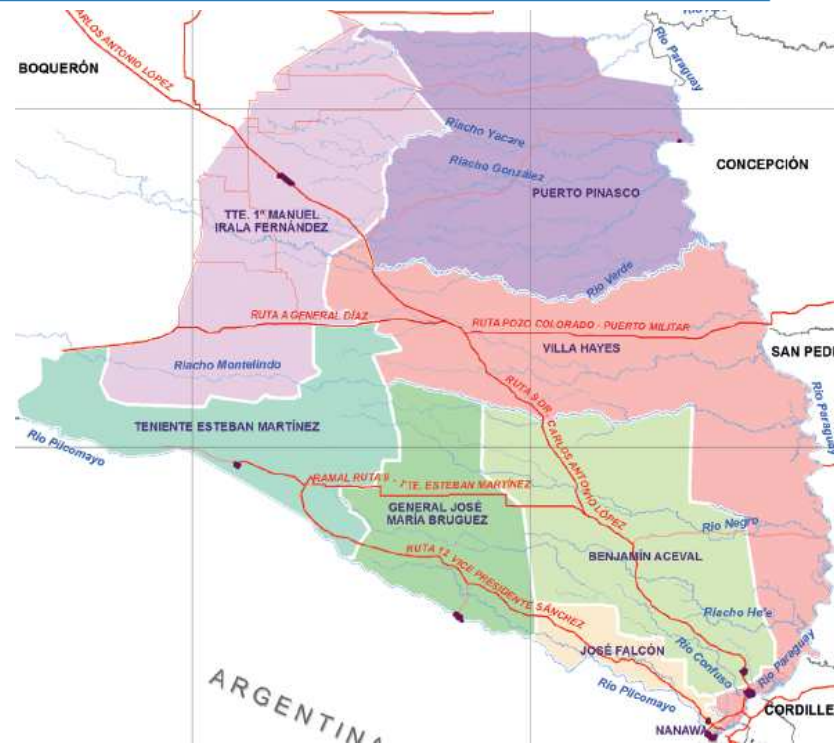 CARLOS ANTONIO LÓPEZ
Río Paraguay
BOQUERÓN
Riacho Yacare
Riacho González
CONCEPCIÓN
PUERTO PINASCO
TTE. 1º MANUEL
IRALA FERNÁNDEZ
Río Verde
RUTA A GENERAL DÍAZ
RUTA POZO COLORADO - PUERTO MILITAR
VILLA HAYES
SAN PED
Riacho Montelindo
RUTA 9 DR. CARLOS ANTONIO LÓPEZ
Río Paraguay
TENIENTE ESTEBAN MARTÍNEZ
Río Pilcomayo
RAMAL RUTA 9 - TTE. ESTEBAN MARTÍNEZ
GENERAL JOSÉ
MARÍA BRUGUEZ
Río Negro
RUTA 12 VICE PRESIDENTE SÁNCHEZ
BENJAMÍN ACEVAL
Riacho He'e
JOSÉ FALCÓN
Río Confuso
Río Paraguay
Río Pilcomayo
ARGENTINA
CORDILLE
NANAWA